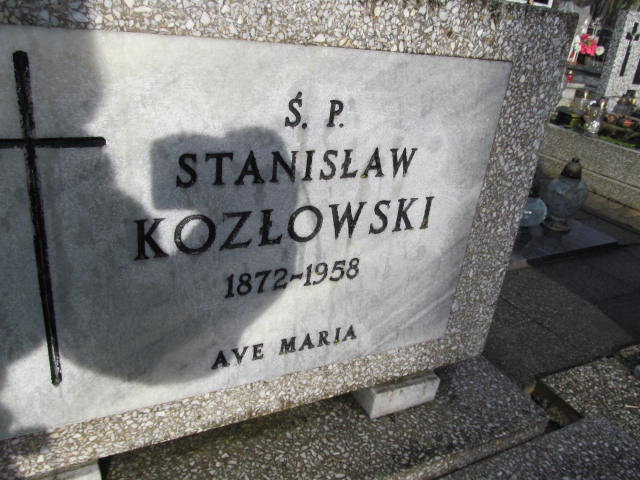 Ś. P.
STANISŁAW
KOZŁOWSKI
1872-1958
AVE MARIA